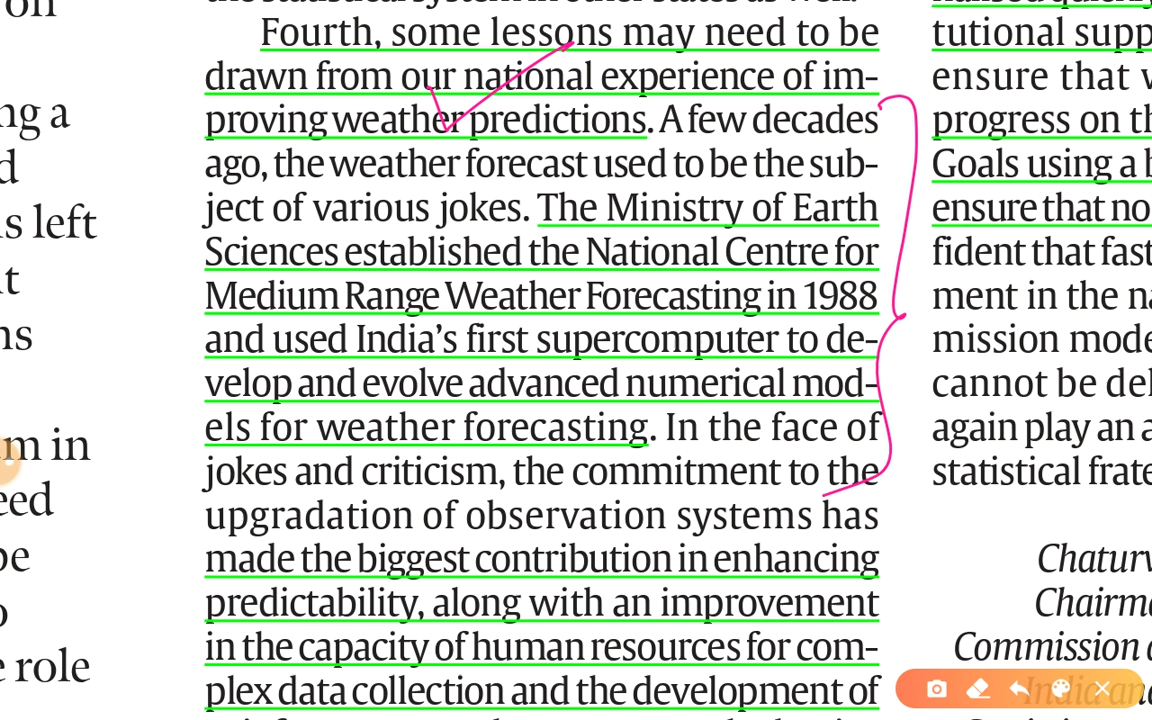 on
ng a
d
is left
t
ns
m in
eed
be
o
e role
Fourth, some lessons may need to be
drawn from our national experience of im-
proving weather predictions. A few decades
ago, the weather forecast used to be the sub-
ject of various jokes. The Ministry of Earth
Sciences established the National Centre for
Medium Range Weather Forecasting in 1988
and used India’s first supercomputer to de-
velop and evolve advanced numerical mod-
els for weather forecasting. In the face of
jokes and criticism, the commitment to the
upgradation of observation systems has
made the biggest contribution in enhancing
predictability, along with an improvement
in the capacity of human resources for com-
plex data collection and the development of
tutional supp
ensure that w
progress on th
Goals using a b
ensure that no
fident that fast
ment in the na
mission mode
cannot be del
again play an a
statistical frate
Chaturv
Chairma
Commission a
India and